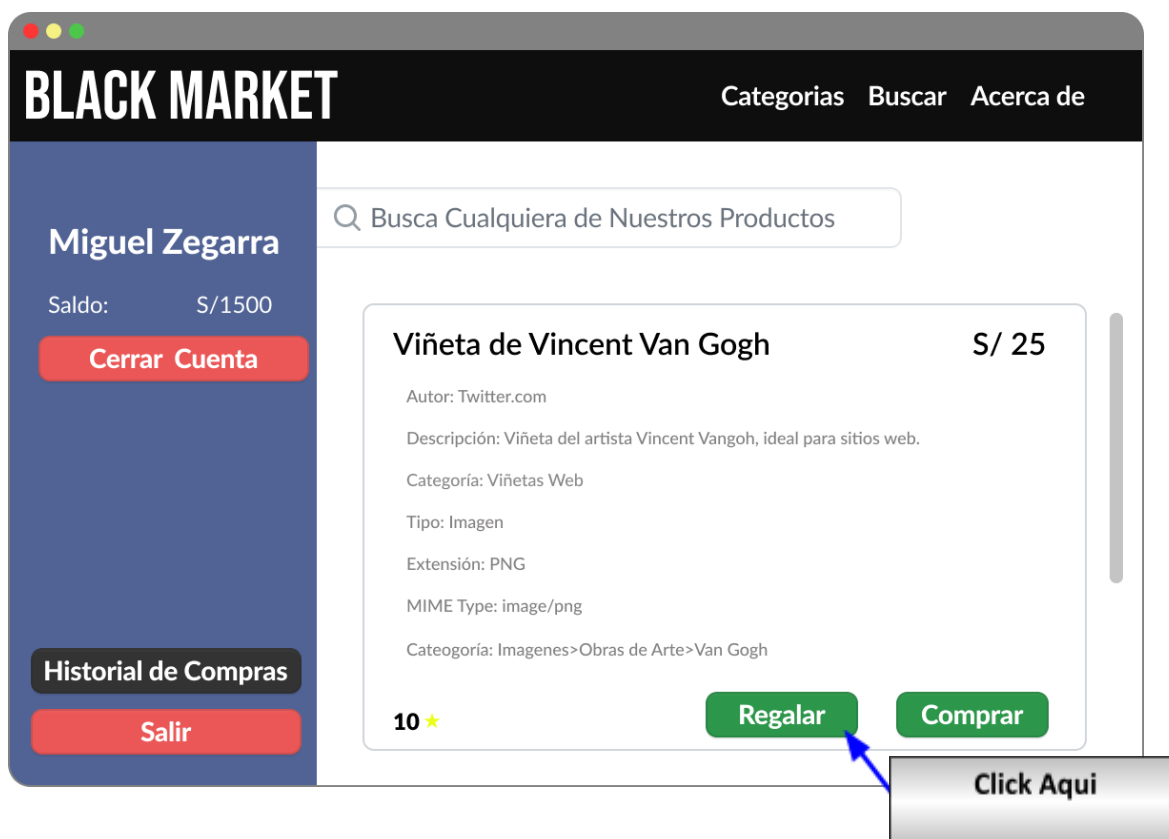 BLACK MARKET
Categorias Buscar Acerca de
Miguel Zegarra
Saldo: S/1500
Cerrar Cuenta
Historial de Compras
Salir
Busca Cualquiera de Nuestros Productos
Viñeta de Vincent Van Gogh S/ 25
Autor: Twitter.com
Descripción: Viñeta del artista Vincent Vangoh, ideal para sitios web.
Categoría: Viñetas Web
Tipo: Imagen
Extensión: PNG
MIME Type: image/png
Cateogoría: Imagenes>Obras de Arte>Van Gogh
10 ★ Regalar Comprar
Click Aqui